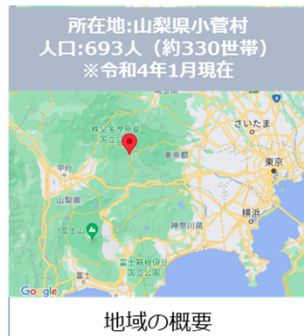 所在地:山梨県小菅村
人口:693人（約330世帯）
※令和4年1月現在
秩父多摩甲斐
国立公園
さいたま
甲府
東京都
東京
山梨県
横浜
神奈川県
富士山
富士箱根伊豆
国立公園
富士
Google
地域の概要